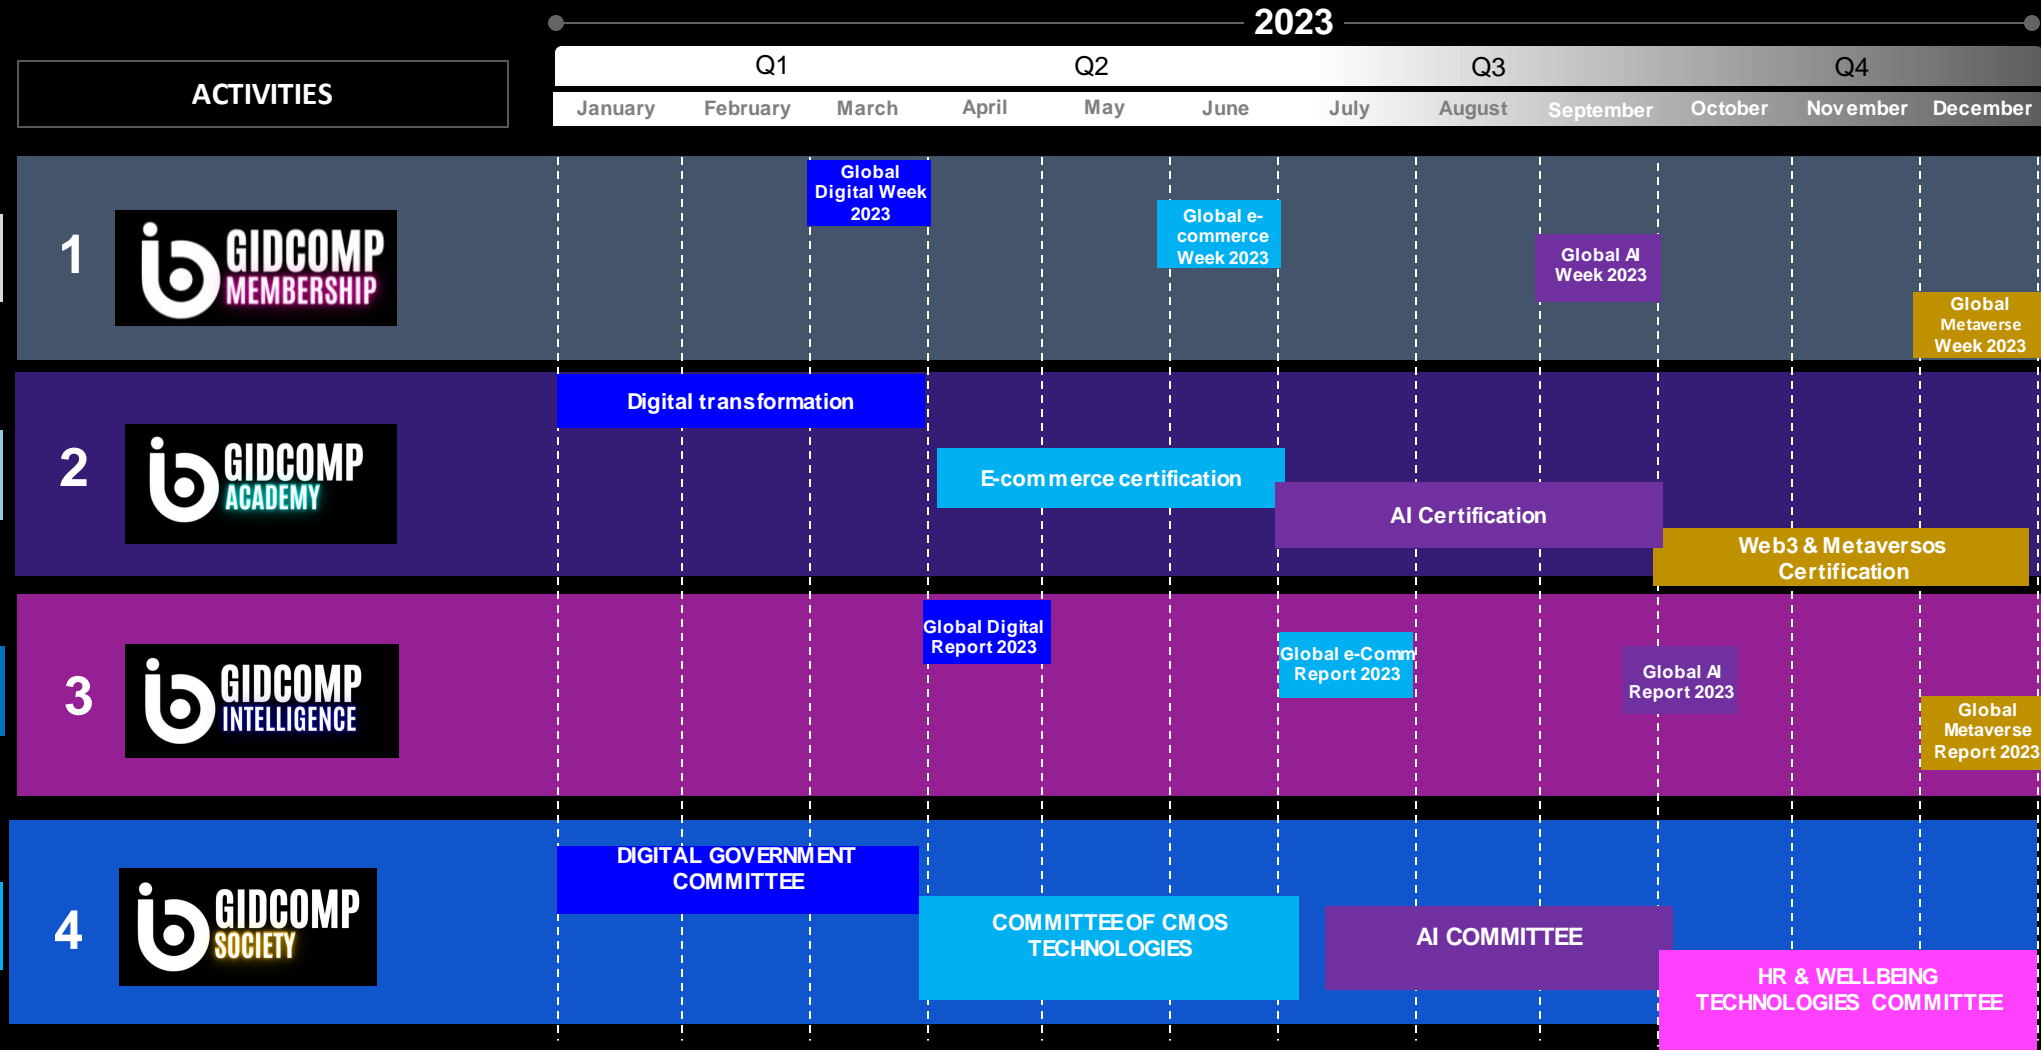 2023
ACTIVITIES
Q1 Q2 Q3 Q4
January February March April May June July August September October November December
1
GIDCOMP
MEMBERSHIP
Global
Digital Week
2023
Global e-
commerce
Week 2023
Global AI
Week 2023
Global
Metaverse
Week 2023
2
GIDCOMP
ACADEMY
Digital transformation
E-commerce certification
AI Certification
Web3 & Metaversos
Certification
3
GIDCOMP
INTELLIGENCE
Global Digital
Report 2023
Global e-Comm
Report 2023
Global AI
Report 2023
Global
Metaverse
Report 2023
4
GIDCOMP
SOCIETY
DIGITAL GOVERNMENT
COMMITTEE
COMMITTEE OF CMOS
TECHNOLOGIES
AI COMMITTEE
HR & WELLBEING
TECHNOLOGIES COMMITTEE